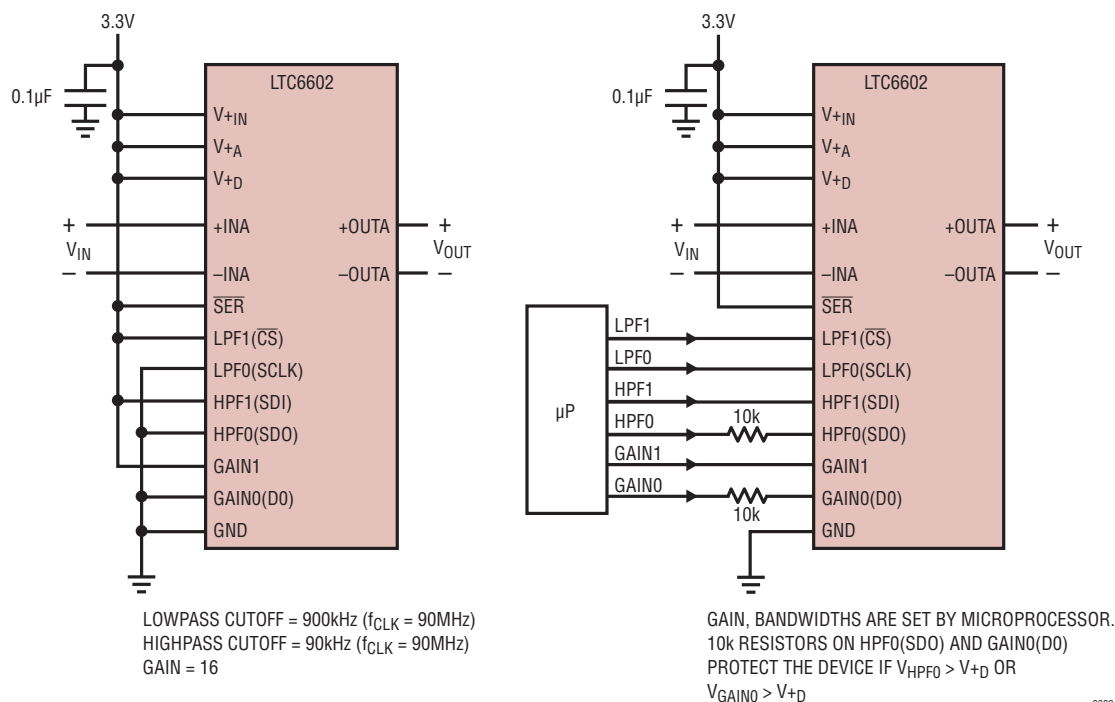 3.3V
0.1µF
LTC6602
V+IN
V+A
V+D
+
VIN
–
+INA
–INA
+OUTA
–OUTA
+
VOUT
–
SER
LPF1(CS)
LPF0(SCLK)
HPF1(SDI)
HPF0(SDO)
GAIN1
GAIN0(D0)
GND
LOWPASS CUTOFF = 900kHz (fCLK = 90MHz)
HIGHPASS CUTOFF = 90kHz (fCLK = 90MHz)
GAIN = 16
3.3V
0.1µF
LTC6602
V+IN
V+A
V+D
+
VIN
–
+INA
–INA
+OUTA
–OUTA
+
VOUT
–
SER
µP
LPF1
LPF0
HPF1
HPF0
GAIN1
GAIN0
10k
10k
LPF1(CS)
LPF0(SCLK)
HPF1(SDI)
HPF0(SDO)
GAIN1
GAIN0(D0)
GND
GAIN, BANDWIDTHS ARE SET BY MICROPROCESSOR.
10k RESISTORS ON HPF0(SDO) AND GAIN0(D0)
PROTECT THE DEVICE IF VHPF0 > V+D OR
VGAIN0 > V+D